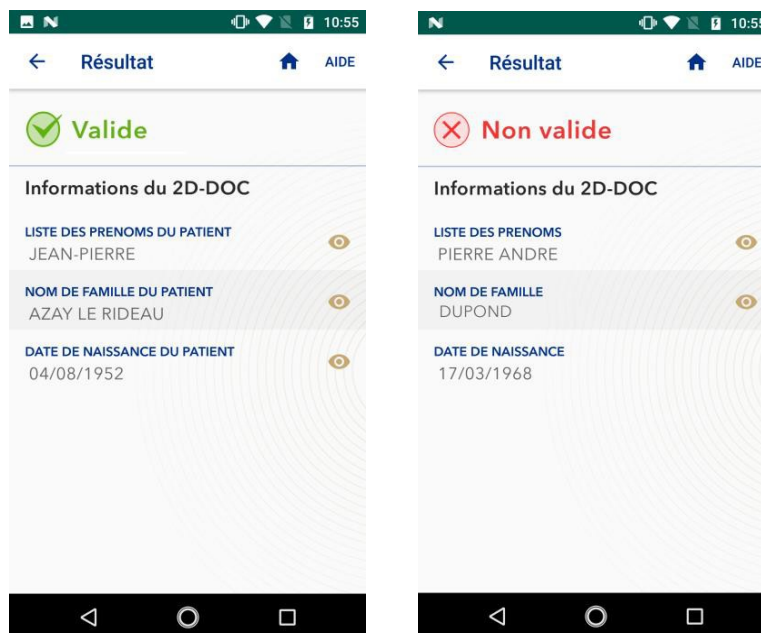 10:55
Résultat
AIDE
Valide
Informations du 2D-DOC
LISTE DES PRENOMS DU PATIENT
JEAN-PIERRE
NOM DE FAMILLE DU PATIENT
AZAY LE RIDEAU
DATE DE NAISSANCE DU PATIENT
04/08/1952
10:55
Résultat
AIDE
Non valide
Informations du 2D-DOC
LISTE DES PRENOMS
PIERRE ANDRE
NOM DE FAMILLE
DUPOND
DATE DE NAISSANCE
17/03/1968